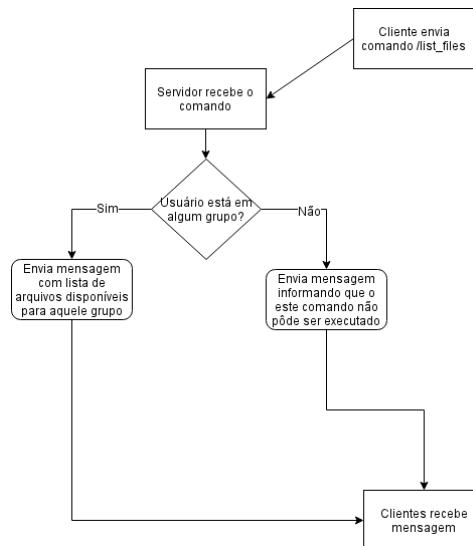 Cliente envia
comando /list_files
Servidor recebe o
comando
Usuário está em
algum grupo?
Sim
Não
Envia mensagem
com lista de
arquivos disponíveis
para aquele grupo
Envia mensagem
informando que o
este comando não
pôde ser executado
Clientes recebe
mensagem